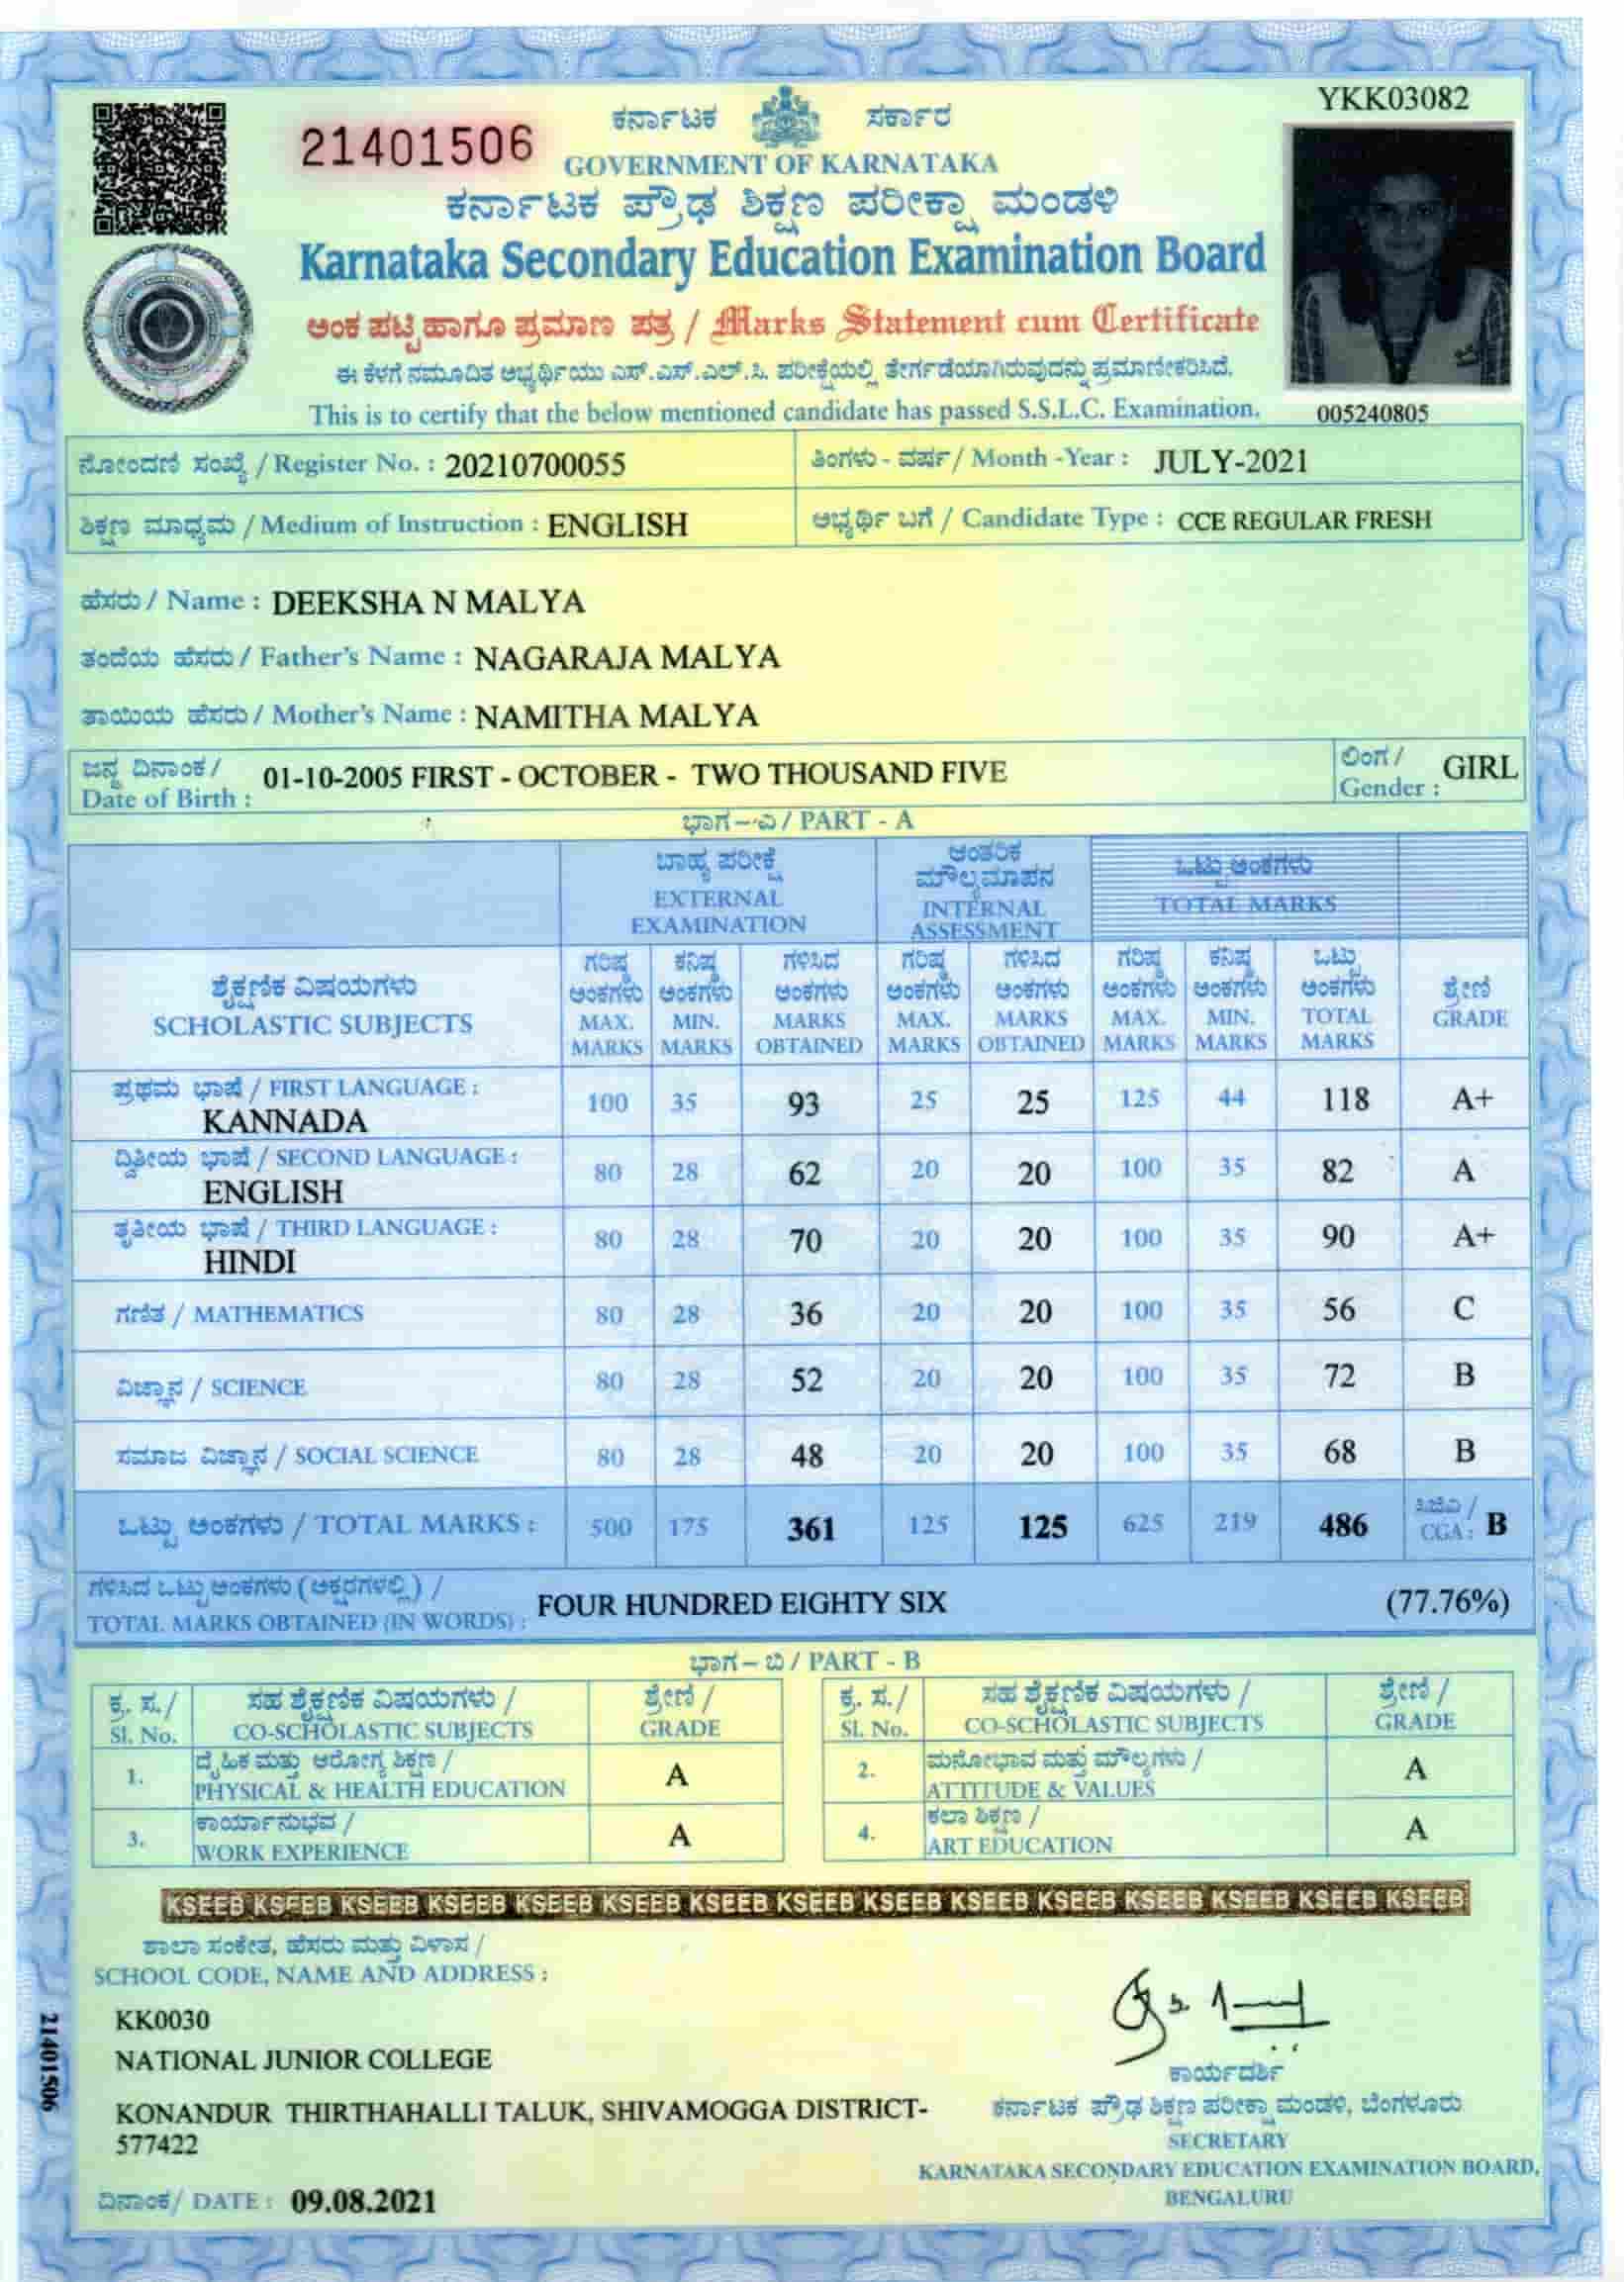 YKK03082
21401506
ಕರ್ನಾಟಕ ಸರ್ಕಾರ
GOVERNMENT OF KARNATAKA
ಕರ್ನಾಟಕ ಪ್ರೌಢ ಶಿಕ್ಷಣ ಪರೀಕ್ಷಾ ಮಂಡಳಿ
Karnataka Secondary Education Examination Board
ಅಂಕ ಪಟ್ಟಿ ಹಾಗೂ ಪ್ರಮಾಣ ಪತ್ರ / Marks Statement cum Certificate
ಈ ಕೆಳಗೆ ನಮೂದಿತ ಅಭ್ಯರ್ಥಿಯು ಎಸ್.ಎಸ್.ಎಲ್.ಸಿ. ಪರೀಕ್ಷೆಯಲ್ಲಿ ತೇರ್ಗಡೆಯಾಗಿರುವುದನ್ನು ಪ್ರಮಾಣೀಕರಿಸಿದೆ.
This is to certify that the below mentioned candidate has passed S.S.L.C. Examination.
005240805
ನೋಂದಣಿ ಸಂಖ್ಯೆ / Register No. : 20210700055
ತಿಂಗಳು - ವರ್ಷ / Month -Year : JULY-2021
ಶಿಕ್ಷಣ ಮಾಧ್ಯಮ / Medium of Instruction : ENGLISH
ಅಭ್ಯರ್ಥಿ ಬಗೆ / Candidate Type : CCE REGULAR FRESH
ಹೆಸರು / Name : DEEKSHA N MALYA
ತಂದೆಯ ಹೆಸರು / Father's Name : NAGARAJA MALYA
ತಾಯಿಯ ಹೆಸರು / Mother's Name : NAMITHA MALYA
ಜನ್ಮ ದಿನಾಂಕ /
Date of Birth : 01-10-2005 FIRST - OCTOBER - TWO THOUSAND FIVE
ಲಿಂಗ /
Gender : GIRL
ಭಾಗ-ಎ / PART - A
ಬಾಹ್ಯ ಪರೀಕ್ಷೆ
EXTERNAL
EXAMINATION
ಆಂತರಿಕ
ಮೌಲ್ಯಮಾಪನ
INTERNAL
ASSESSMENT
ಒಟ್ಟು ಅಂಕಗಳು
TOTAL MARKS
ಶೈಕ್ಷಣಿಕ ವಿಷಯಗಳು
SCHOLASTIC SUBJECTS
ಗರಿಷ್ಠ ಕನಿಷ್ಠ ಗಳಿಸಿದ ಗರಿಷ್ಠ ಗಳಿಸಿದ ಗರಿಷ್ಠ ಕನಿಷ್ಠ ಒಟ್ಟು
ಅಂಕಗಳು ಅಂಕಗಳು ಅಂಕಗಳು ಅಂಕಗಳು ಅಂಕಗಳು ಅಂಕಗಳು ಅಂಕಗಳು ಅಂಕಗಳು ಶ್ರೇಣಿ
MAX. MIN. MARKS MAX. MARKS MAX. MIN. TOTAL GRADE
MARKS MARKS OBTAINED MARKS OBTAINED MARKS MARKS MARKS
ಪ್ರಥಮ ಭಾಷೆ / FIRST LANGUAGE :
KANNADA 100 35 93 25 25 125 44 118 A+
ದ್ವಿತೀಯ ಭಾಷೆ / SECOND LANGUAGE :
ENGLISH 80 28 62 20 20 100 35 82 A
ತೃತೀಯ ಭಾಷೆ / THIRD LANGUAGE :
HINDI 80 28 70 20 20 100 35 90 A+
ಗಣಿತ / MATHEMATICS 80 28 36 20 20 100 35 56 C
ವಿಜ್ಞಾನ / SCIENCE 80 28 52 20 20 100 35 72 B
ಸಮಾಜ ವಿಜ್ಞಾನ / SOCIAL SCIENCE 80 28 48 20 20 100 35 68 B
ಒಟ್ಟು ಅಂಕಗಳು / TOTAL MARKS : 500 175 361 125 125 625 219 486 ಸಿಜಿಎ / CGA : B
ಗಳಿಸಿದ ಒಟ್ಟು ಅಂಕಗಳು (ಅಕ್ಷರಗಳಲ್ಲಿ) /
TOTAL MARKS OBTAINED (IN WORDS) : FOUR HUNDRED EIGHTY SIX (77.76%)
ಭಾಗ- ಬಿ / PART - B
ಕ್ರ. ಸ./ ಸಹ ಶೈಕ್ಷಣಿಕ ವಿಷಯಗಳು / ಶ್ರೇಣಿ / ಕ್ರ. ಸ./ ಸಹ ಶೈಕ್ಷಣಿಕ ವಿಷಯಗಳು / ಶ್ರೇಣಿ /
Sl. No. CO-SCHOLASTIC SUBJECTS GRADE Sl. No. CO-SCHOLASTIC SUBJECTS GRADE
1. ದೈಹಿಕ ಮತ್ತು ಆರೋಗ್ಯ ಶಿಕ್ಷಣ /
PHYSICAL & HEALTH EDUCATION A
2. ಮನೋಭಾವ ಮತ್ತು ಮೌಲ್ಯಗಳು /
ATTITUDE & VALUES A
3. ಕಾರ್ಯಾನುಭವ /
WORK EXPERIENCE A
4. ಕಲಾ ಶಿಕ್ಷಣ /
ART EDUCATION A
KSEEB KSEEB KSEEB KSEEB KSEEB KSEEB KSEEB KSEEB KSEEB KSEEB KSEEB KSEEB KSEEB KSEEB KSEEB
ಶಾಲಾ ಸಂಕೇತ, ಹೆಸರು ಮತ್ತು ವಿಳಾಸ /
SCHOOL CODE, NAME AND ADDRESS :
KK0030
NATIONAL JUNIOR COLLEGE
KONANDUR THIRTHAHALLI TALUK, SHIVAMOGGA DISTRICT-
577422
ದಿನಾಂಕ/ DATE : 09.08.2021
21401506
ಕಾರ್ಯದರ್ಶಿ
ಕರ್ನಾಟಕ ಪ್ರೌಢ ಶಿಕ್ಷಣ ಪರೀಕ್ಷಾ ಮಂಡಳಿ, ಬೆಂಗಳೂರು
SECRETARY
KARNATAKA SECONDARY EDUCATION EXAMINATION BOARD,
BENGALURU